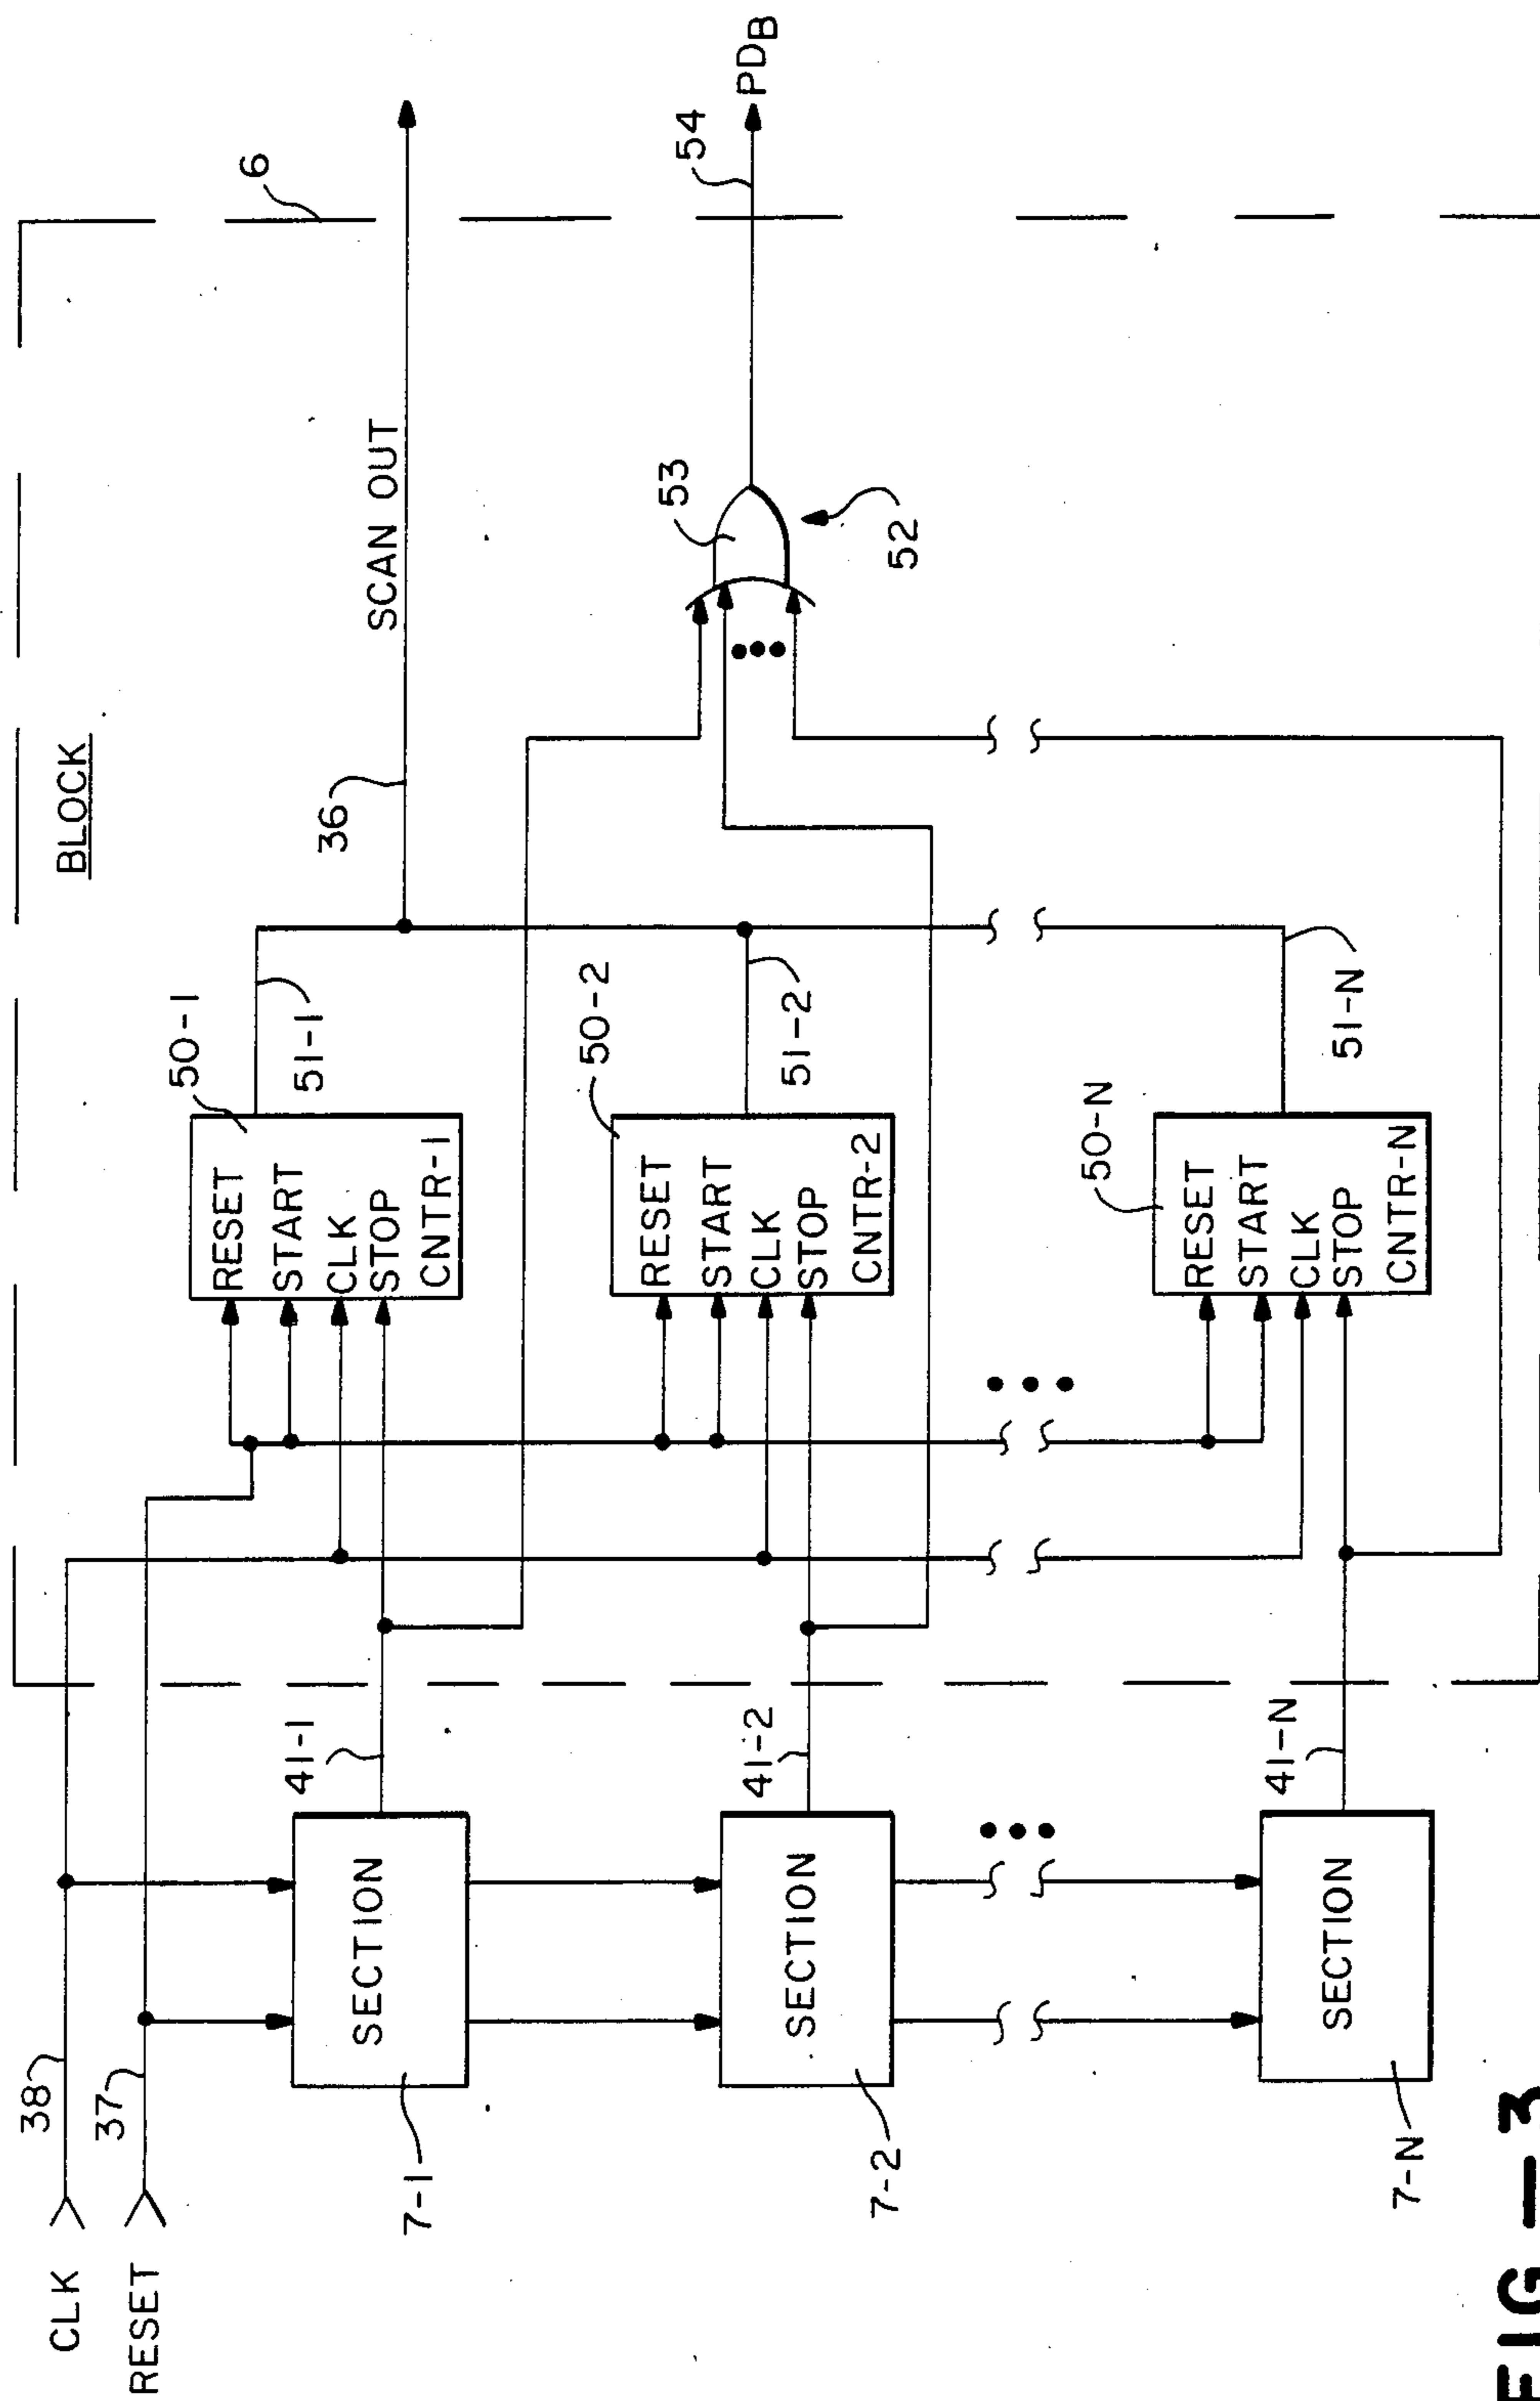 BLOCK
6
CLK
38
RESET
37
SCAN OUT
36
50-1
RESET
START
CLK
STOP
CNTR-1
51-1
SECTION
7-1
41-1
50-2
RESET
START
CLK
STOP
CNTR-2
51-2
53
52
54
PDB
SECTION
7-2
41-2
50-N
RESET
START
CLK
STOP
CNTR-N
51-N
SECTION
7-N
41-N
FIG — 3